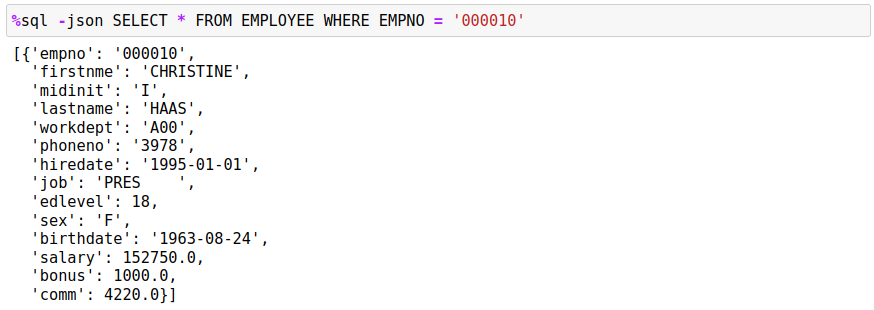 %sql -json SELECT * FROM EMPLOYEE WHERE EMPNO = '000010'
[{'empno': '000010',
  'firstnme': 'CHRISTINE',
  'midinit': 'I',
  'lastname': 'HAAS',
  'workdept': 'A00',
  'phoneno': '3978',
  'hiredate': '1995-01-01',
  'job': 'PRES    ',
  'edlevel': 18,
  'sex': 'F',
  'birthdate': '1963-08-24',
  'salary': 152750.0,
  'bonus': 1000.0,
  'comm': 4220.0}]